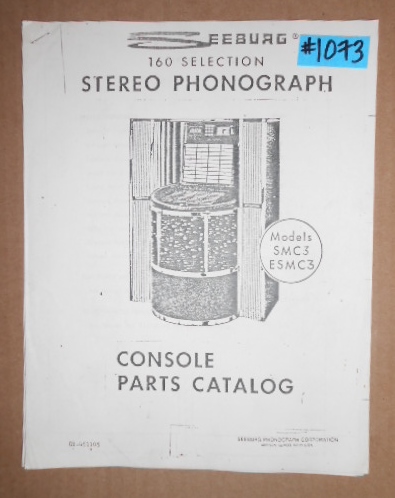 SEEBURG ®
#1073
160 SELECTION
STEREO PHONOGRAPH
Models
SMC3
ESMC3
CONSOLE
PARTS CATALOG
SEEBURG PHONOGRAPH CORPORATION